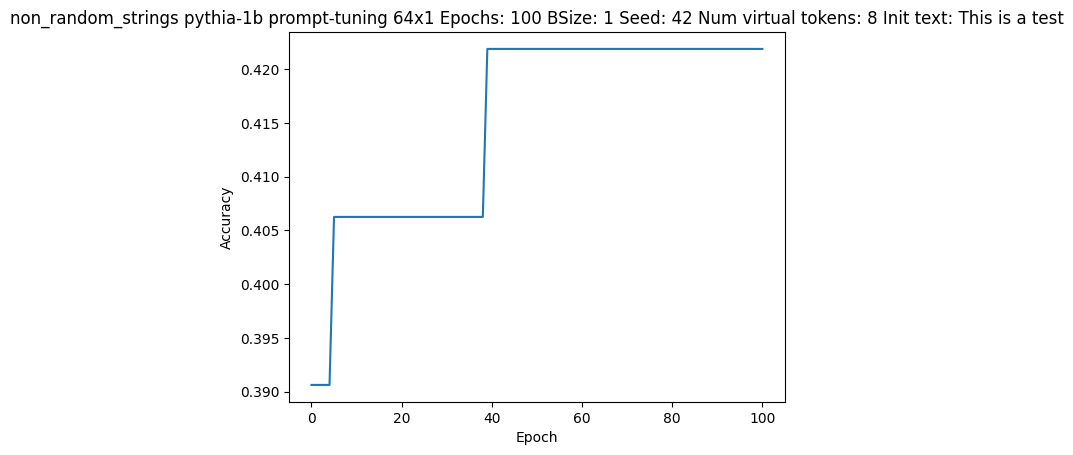 non_random_strings pythia-1b prompt-tuning 64x1 Epochs: 100 BSize: 1 Seed: 42 Num virtual tokens: 8 Init text: This is a test
0.420
0.415
0.410
0.405
0.400
0.395
0.390
Accuracy
0 20 40 60 80 100
Epoch